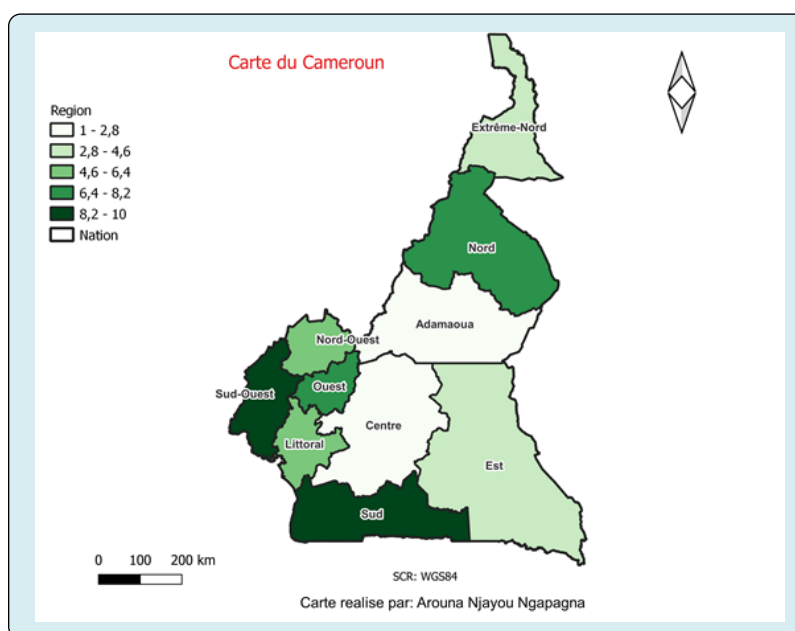 Carte du Cameroun
Region
1 - 2,8
2,8 - 4,6
4,6 - 6,4
6,4 - 8,2
8,2 - 10
Nation
Extrême-Nord
Nord
Adamaoua
Nord-Ouest
Ouest
Sud-Ouest
Centre
Littoral
Est
Sud
0 100 200 km
SCR: WGS84
Carte realise par: Arouna Njayou Ngapagna